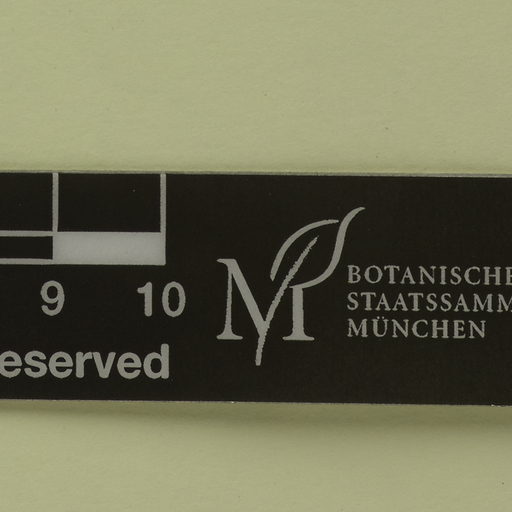 9 10
eserved
BOTANISCHE
STAATSSAMM
MÜNCHEN